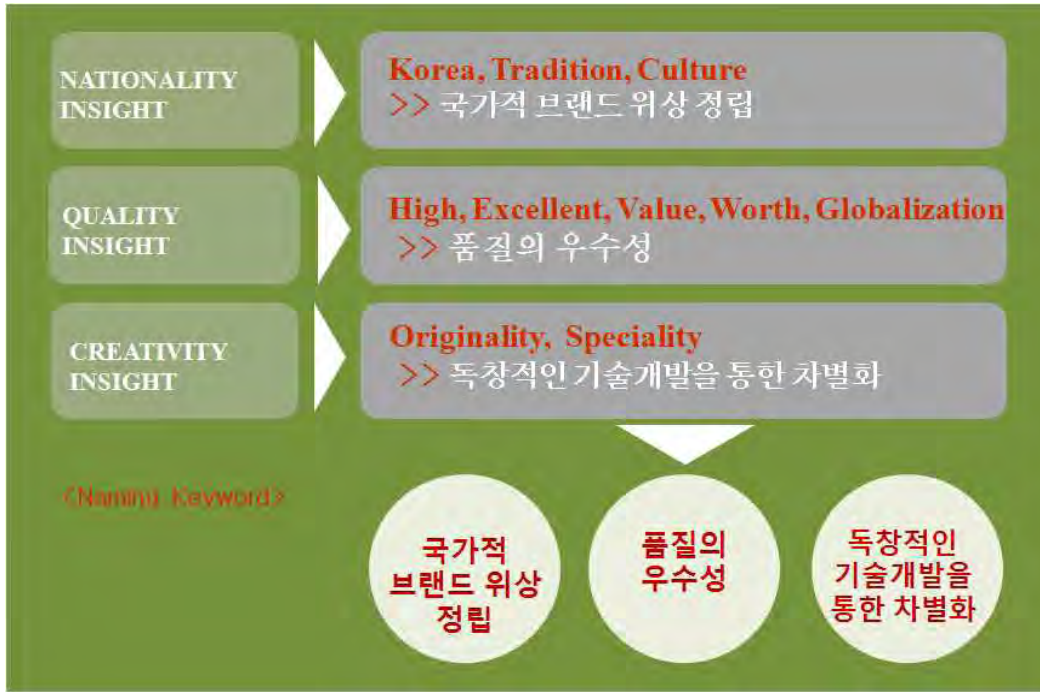 NATIONALITY
INSIGHT
Korea, Tradition, Culture
>> 국가적 브랜드 위상 정립
QUALITY
INSIGHT
High, Excellent, Value, Worth, Globalization
>> 품질의 우수성
CREATIVITY
INSIGHT
Originality, Speciality
>> 독창적인 기술개발을 통한 차별화
<Naming Keyword>
국가적
브랜드 위상
정립
품질의
우수성
독창적인
기술개발을
통한 차별화